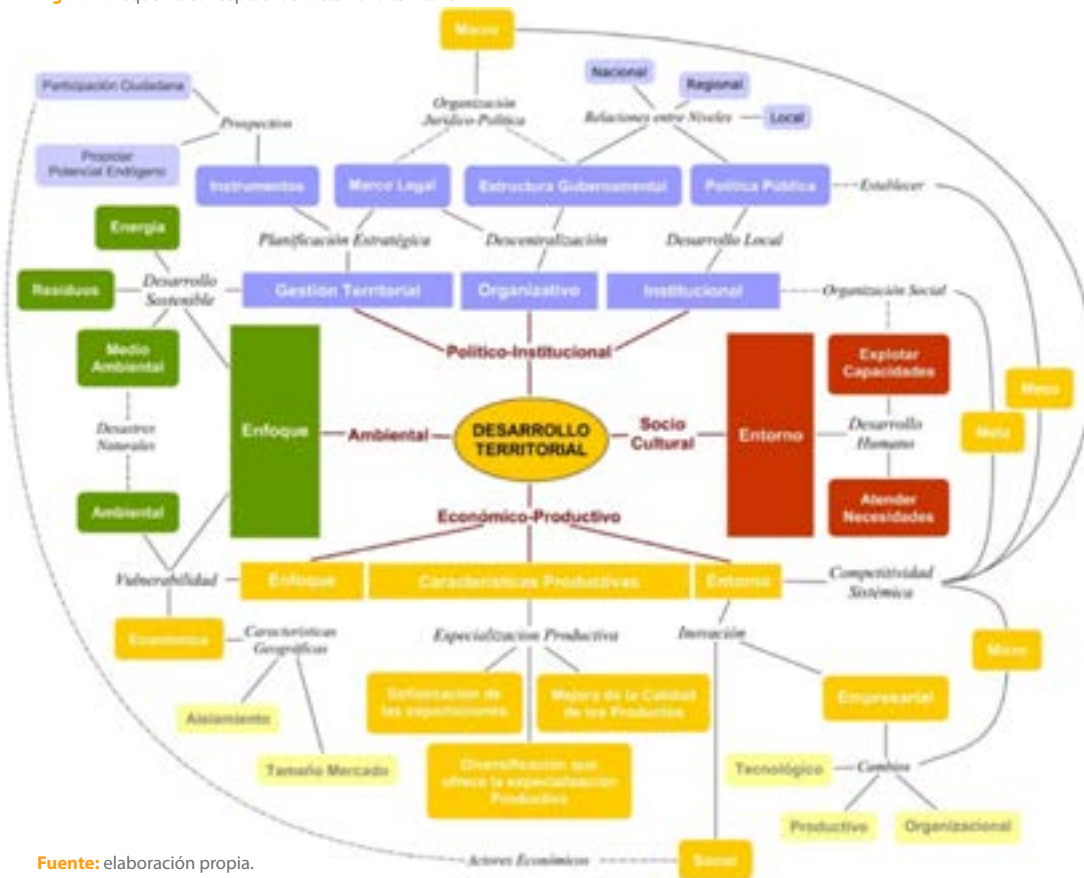 Macro
Participación Ciudadana
Prospectivo
Propiciar
Potencial Endógeno
Organización
Jurídico-Política
Nacional
Regional
Local
Relaciones entre Niveles
Instrumentos
Marco Legal
Estructura Gubernamental
Política Pública
Establecer
Energía
Planificación Estratégica
Descentralización
Desarrollo Local
Residuos
Desarrollo
Sostenible
Gestión Territorial
Organizativo
Institucional
Organización Social
Medio
Ambiental
Político-Institucional
Explotar
Capacidades
Meso
Desastres
Naturales
Enfoque
Ambiental
DESARROLLO
TERRITORIAL
Socio
Cultural
Entorno
Desarrollo
Humano
Meta
Ambiental
Económico-Productivo
Atender
Necesidades
Vulnerabilidad
Enfoque
Características Productivas
Entorno
Competitividad
Sistémica
Económica
Características
Geográficas
Especializacion Productiva
Inovación
Micro
Aislamiento
Tamaño Mercado
las exportaciones
Mejora de la Calidad
de los Productos
Empresarial
Diversificación que
ofrece la especialización
Productiva
Tecnológico
Cambios
Productivo
Organizacional
Actores Económicos
Social
Fuente: elaboración propia.